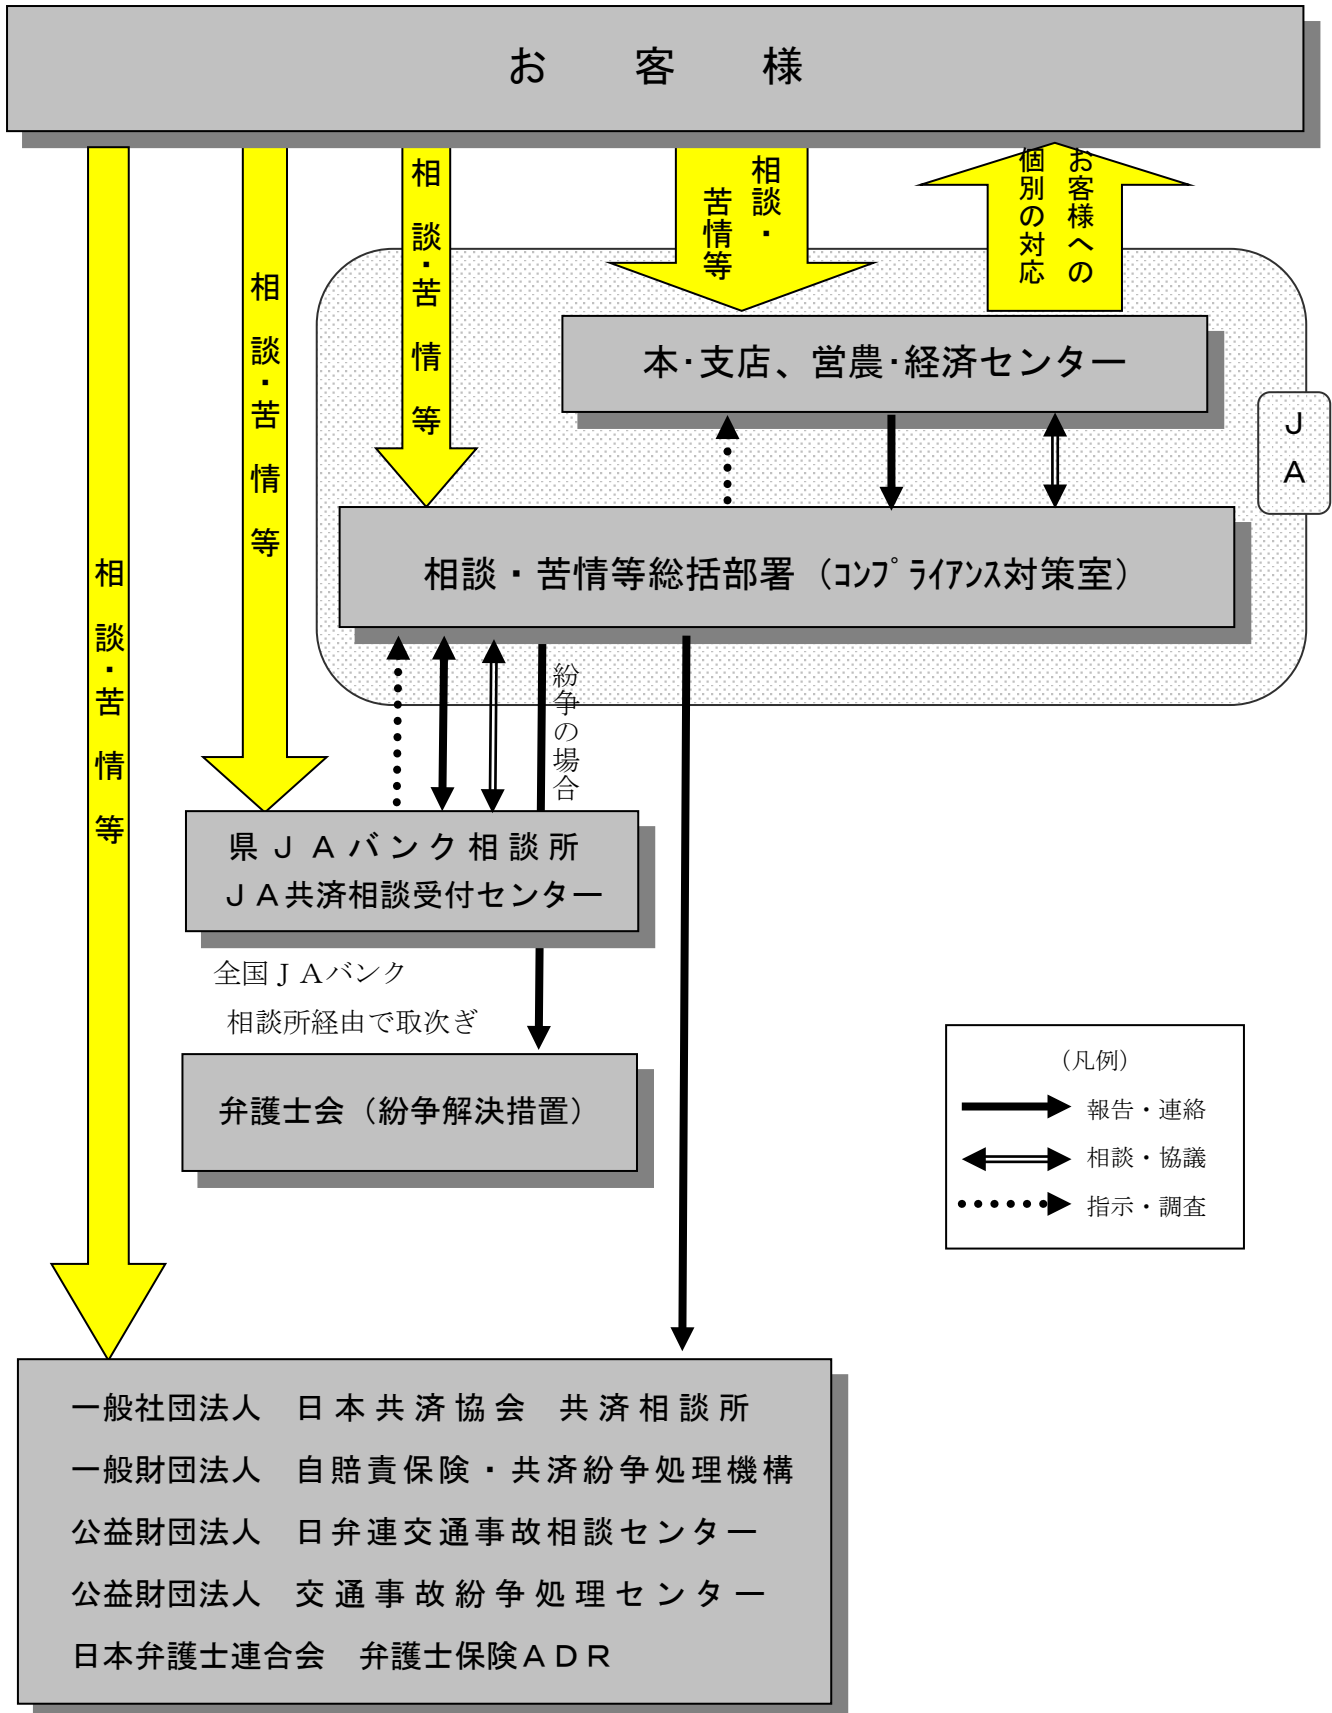 お客様
相談・苦情等
相談・苦情等
相談・苦情等
相談・
苦情等
お客様への
個別の対応
本・支店、営農・経済センター
JA
相談・苦情等総括部署（コンプライアンス対策室）
紛争の場合
県ＪＡバンク相談所
ＪＡ共済相談受付センター
全国ＪＡバンク
相談所経由で取次ぎ
弁護士会（紛争解決措置）
（凡例）
報告・連絡
相談・協議
指示・調査
一般社団法人　日本共済協会　共済相談所
一般財団法人　自賠責保険・共済紛争処理機構
公益財団法人　日弁連交通事故相談センター
公益財団法人　交通事故紛争処理センター
日本弁護士連合会　弁護士保険ＡＤＲ